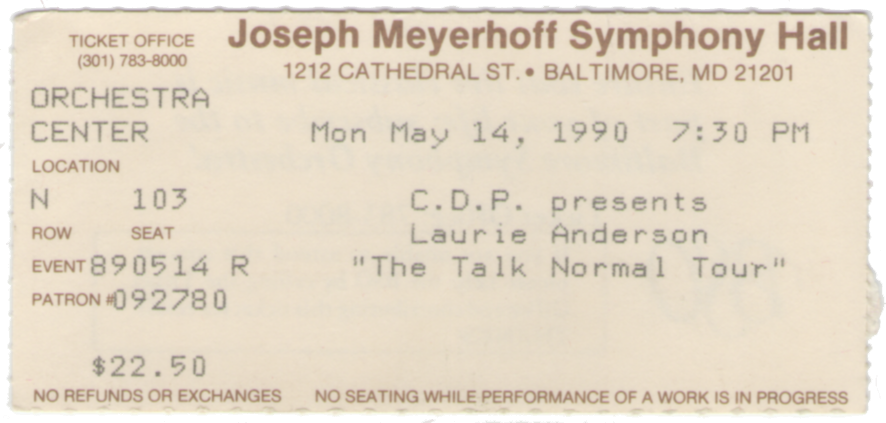 TICKET OFFICE
(301) 783-8000
Joseph Meyerhoff Symphony Hall
1212 CATHEDRAL ST. • BALTIMORE, MD 21201
ORCHESTRA
CENTER
Mon May 14, 1990 7:30 PM
LOCATION
N 103
C.D.P. presents
ROW SEAT
Laurie Anderson
EVENT 890514 R
"The Talk Normal Tour"
PATRON # 092780
$22.50
NO REFUNDS OR EXCHANGES
NO SEATING WHILE PERFORMANCE OF A WORK IS IN PROGRESS